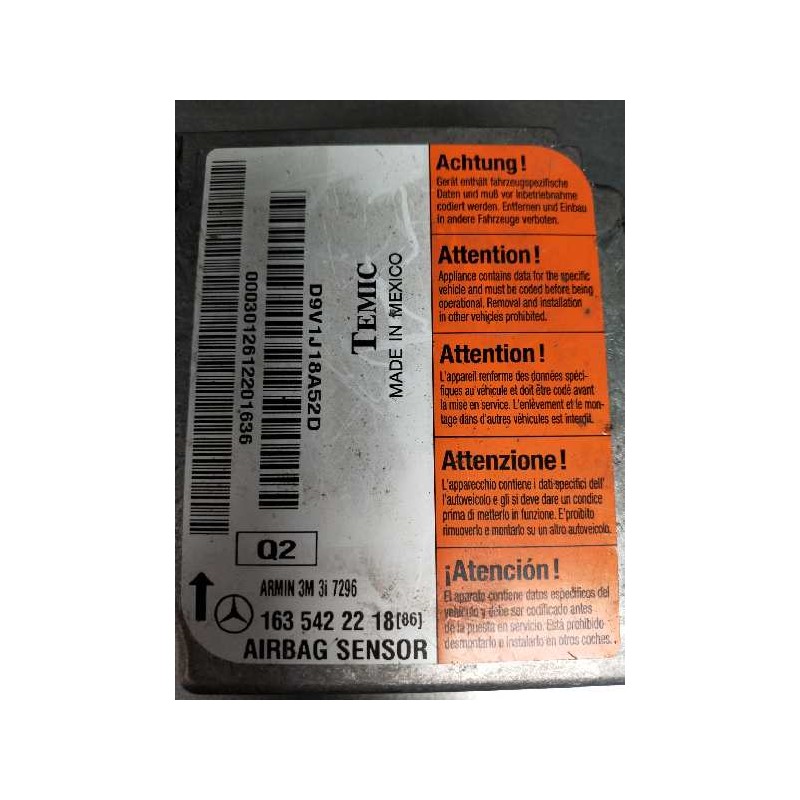 Achtung!
Gerät enthält fahrzeugspezifische
Daten und muß vor Inbetriebnahme
codiert werden. Entfernen und Einbau
in andere Fahrzeuge verboten.
Attention!
Appliance contains data for the specific
vehicle and must be coded before being
operational. Removal and installation
in other vehicles prohibited.
Attention!
L'appareil renferme des données spéci-
fiques au véhicule et doit être codé avant
la mise en service. L'enlèvement et le mon-
tage dans d'autres véhicules est interdit.
Attenzione!
L'apparecchio contiene i dati specifici dell'
l'autoveicolo e gli si deve dare un condice
prima di metterlo in funzione. E'proibito
rimuoverlo e montarlo su un altro autoveicolo.
¡Atención!
El aparato contiene datos específicos del
vehículo y debe ser codificado antes
de la puesta en servicio. Está prohibido
desmontarlo e instalarlo en otros coches.
TEMIC
MADE IN MEXICO
D9V1J18A52D
0003012612201636
Q2
ARMIN 3M 3i 7296
163 542 22 18[86]
AIRBAG SENSOR